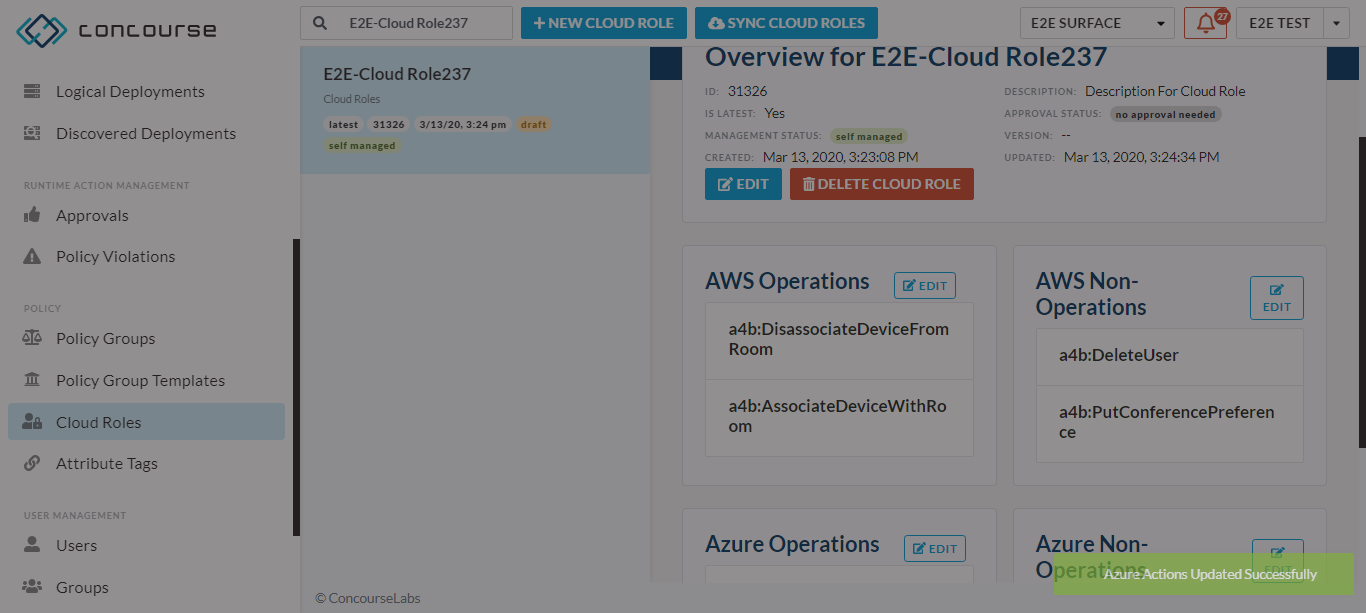 concourse
E2E-Cloud Role237
NEW CLOUD ROLE
SYNC CLOUD ROLES
E2E SURFACE
27
E2E TEST
Logical Deployments
Discovered Deployments
RUNTIME ACTION MANAGEMENT
Approvals
Policy Violations
POLICY
Policy Groups
Policy Group Templates
Cloud Roles
Attribute Tags
USER MANAGEMENT
Users
Groups
E2E-Cloud Role237
Cloud Roles
latest 31326 3/13/20, 3:24 pm draft
self managed
Overview for E2E-Cloud Role237
ID: 31326
IS LATEST: Yes
MANAGEMENT STATUS: self managed
CREATED: Mar 13, 2020, 3:23:08 PM
DESCRIPTION: Description For Cloud Role
APPROVAL STATUS: no approval needed
VERSION: --
UPDATED: Mar 13, 2020, 3:24:34 PM
EDIT
DELETE CLOUD ROLE
AWS Operations
EDIT
a4b:DisassociateDeviceFrom
Room
a4b:AssociateDeviceWithRo
om
AWS Non-
Operations
EDIT
a4b:DeleteUser
a4b:PutConferencePreferen
ce
Azure Operations
EDIT
Azure Non-
Operations
EDIT
Azure Actions Updated Successfully
© ConcourseLabs